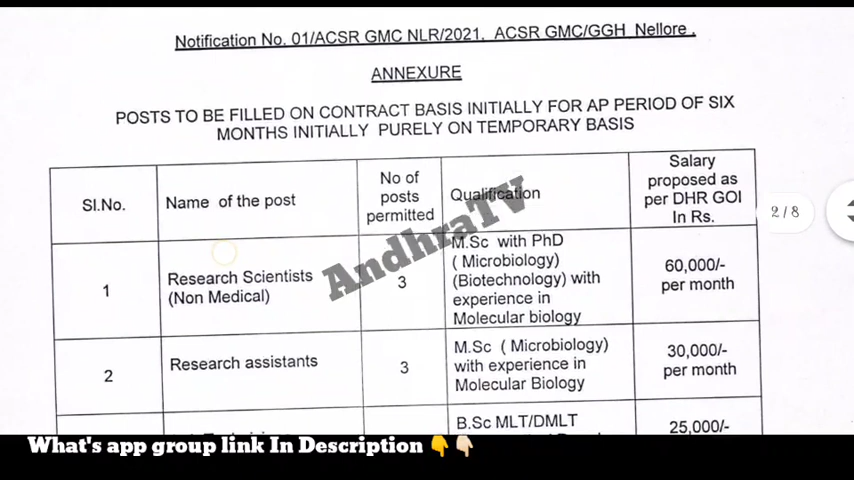 Notification No. 01/ACSR GMC NLR/2021, ACSR GMC/GGH Nellore.
ANNEXURE
POSTS TO BE FILLED ON CONTRACT BASIS INITIALLY FOR AP PERIOD OF SIX
MONTHS INITIALLY PURELY ON TEMPORARY BASIS
Sl.No.
Name of the post
No of
posts
permitted
Qualification
Salary
proposed as
per DHR GOI
In Rs.
1
Research Scientists
(Non Medical)
3
M.Sc with PhD
( Microbiology)
(Biotechnology) with
experience in
Molecular biology
60,000/-
per month
2
Research assistants
3
M.Sc ( Microbiology)
with experience in
Molecular Biology
30,000/-
per month
B.Sc MLT/DMLT
25,000/-
AndhraTV
2/8
What's app group link In Description 👇👇🏻